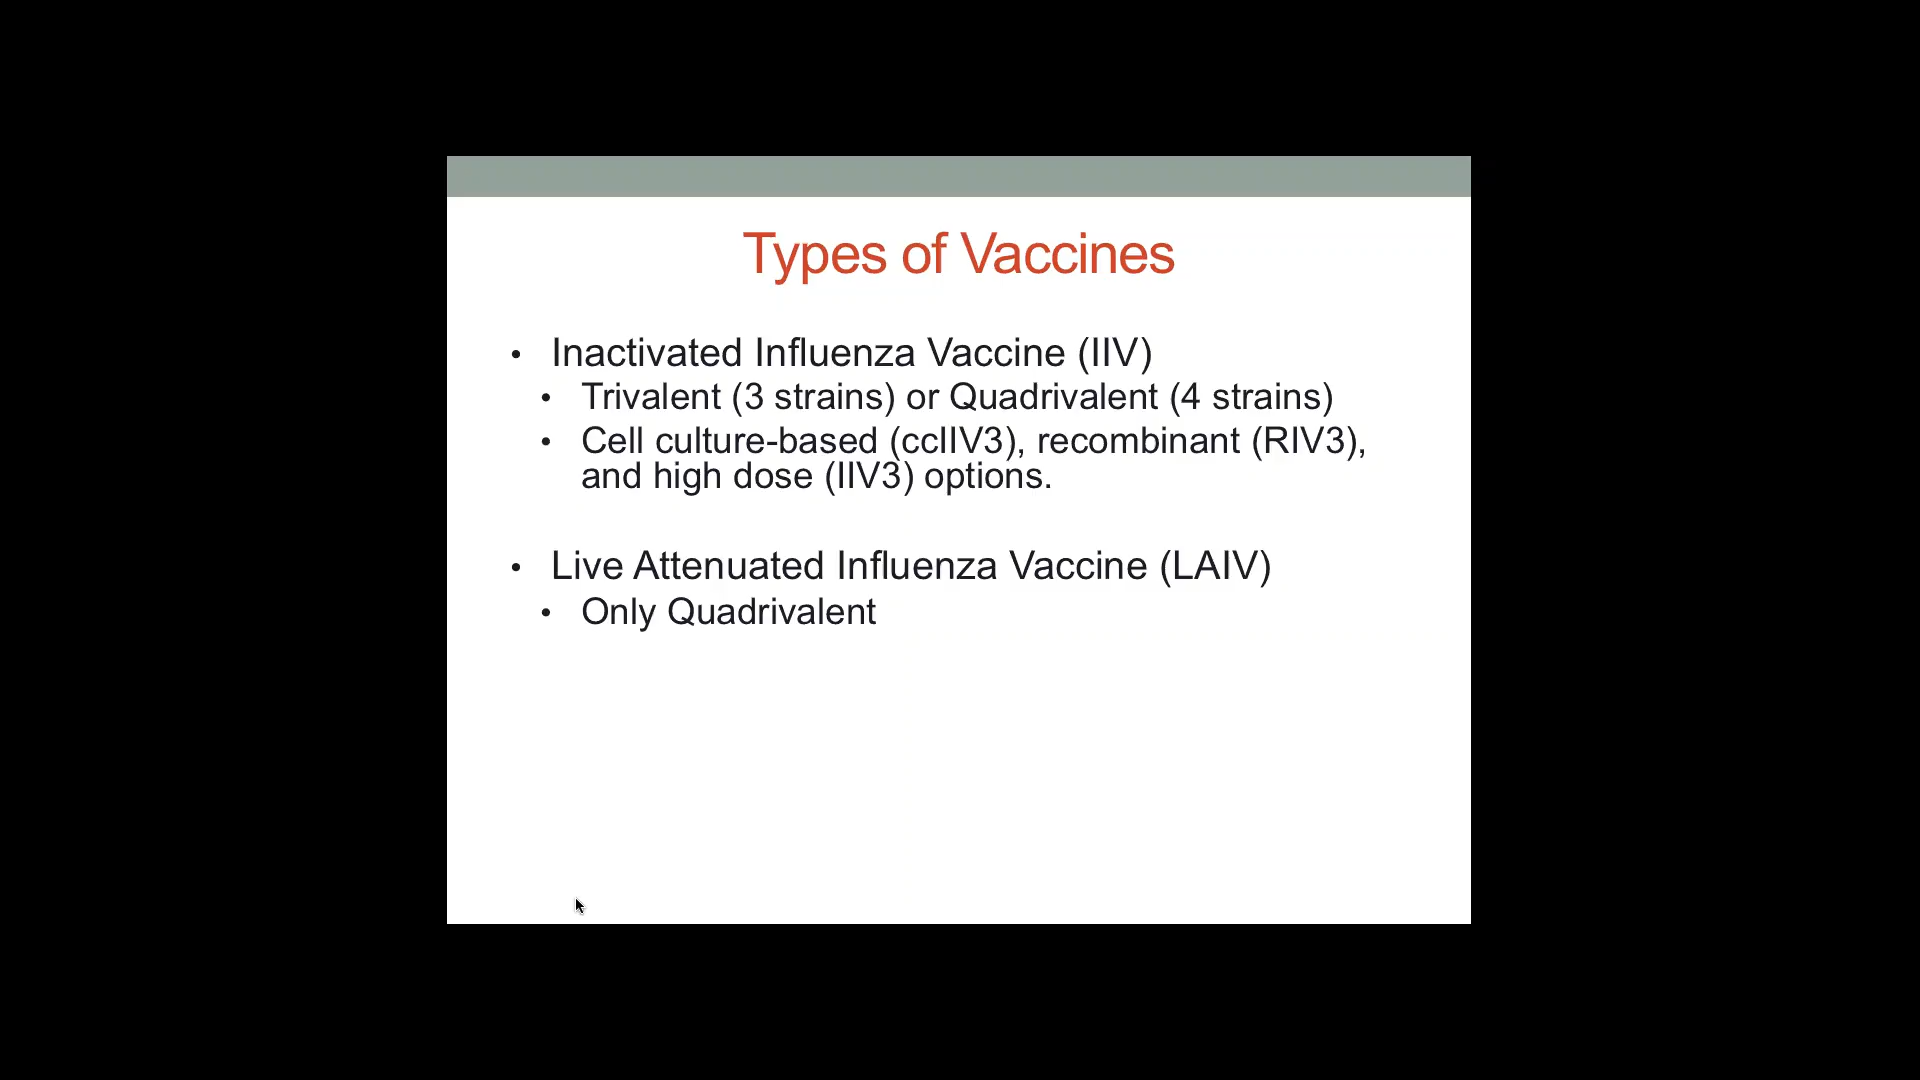 Types of Vaccines
• Inactivated Influenza Vaccine (IIV)
• Trivalent (3 strains) or Quadrivalent (4 strains)
• Cell culture-based (ccIIV3), recombinant (RIV3),
and high dose (IIV3) options.
• Live Attenuated Influenza Vaccine (LAIV)
• Only Quadrivalent